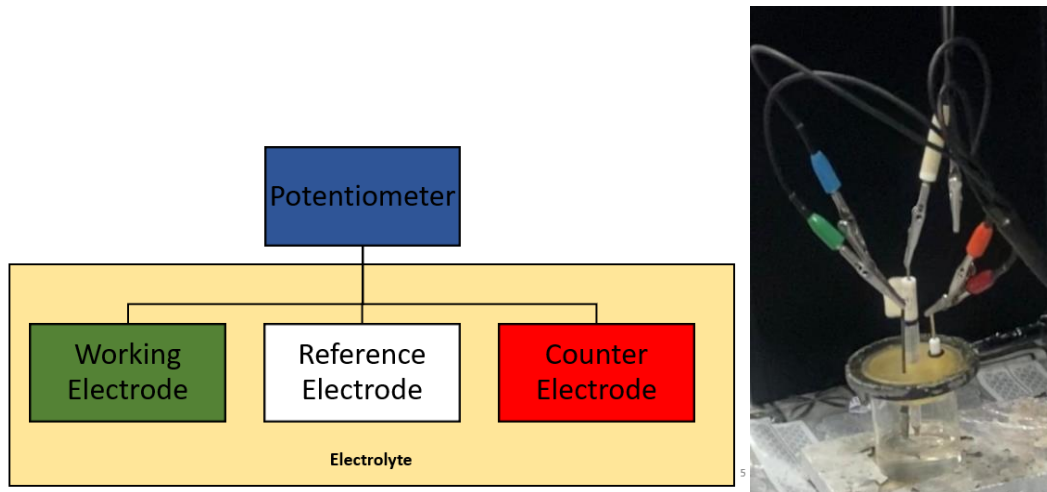 Potentiometer
Working
Electrode
Reference
Electrode
Counter
Electrode
Electrolyte
5